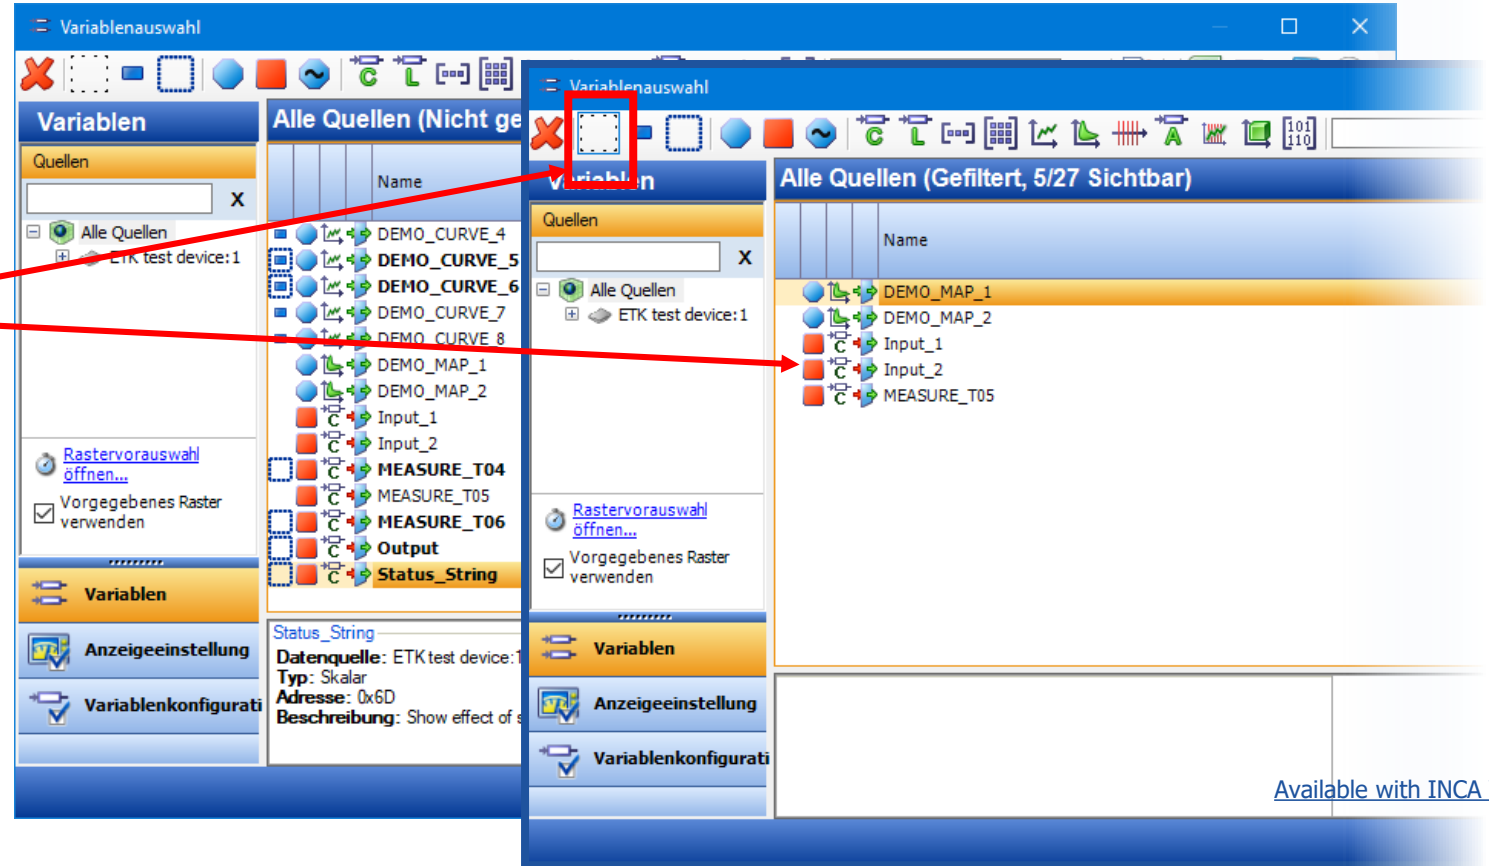 Variablenauswahl
Variablen
Alle Quellen (Nicht ge
Quellen
X
Name
Alle Quellen
ETK test device:1
DEMO_CURVE_4
DEMO_CURVE_5
DEMO_CURVE_6
DEMO_CURVE_7
DEMO_CURVE_8
DEMO_MAP_1
DEMO_MAP_2
Input_1
Input_2
MEASURE_T04
MEASURE_T05
MEASURE_T06
Output
Status_String
Rastervorauswahl
öffnen...
Vorgegebenes Raster
verwenden
Variablen
Anzeigeeinstellung
Variablenkonfigurati
Status_String
Datenquelle: ETK test device:1
Typ: Skalar
Adresse: 0x6D
Beschreibung: Show effect of s
Variablenauswahl
Variablen
Alle Quellen (Gefiltert, 5/27 Sichtbar)
Quellen
X
Name
Alle Quellen
ETK test device:1
DEMO_MAP_1
DEMO_MAP_2
Input_1
Input_2
MEASURE_T05
Rastervorauswahl
öffnen...
Vorgegebenes Raster
verwenden
Variablen
Anzeigeeinstellung
Variablenkonfigurati
Available with INCA